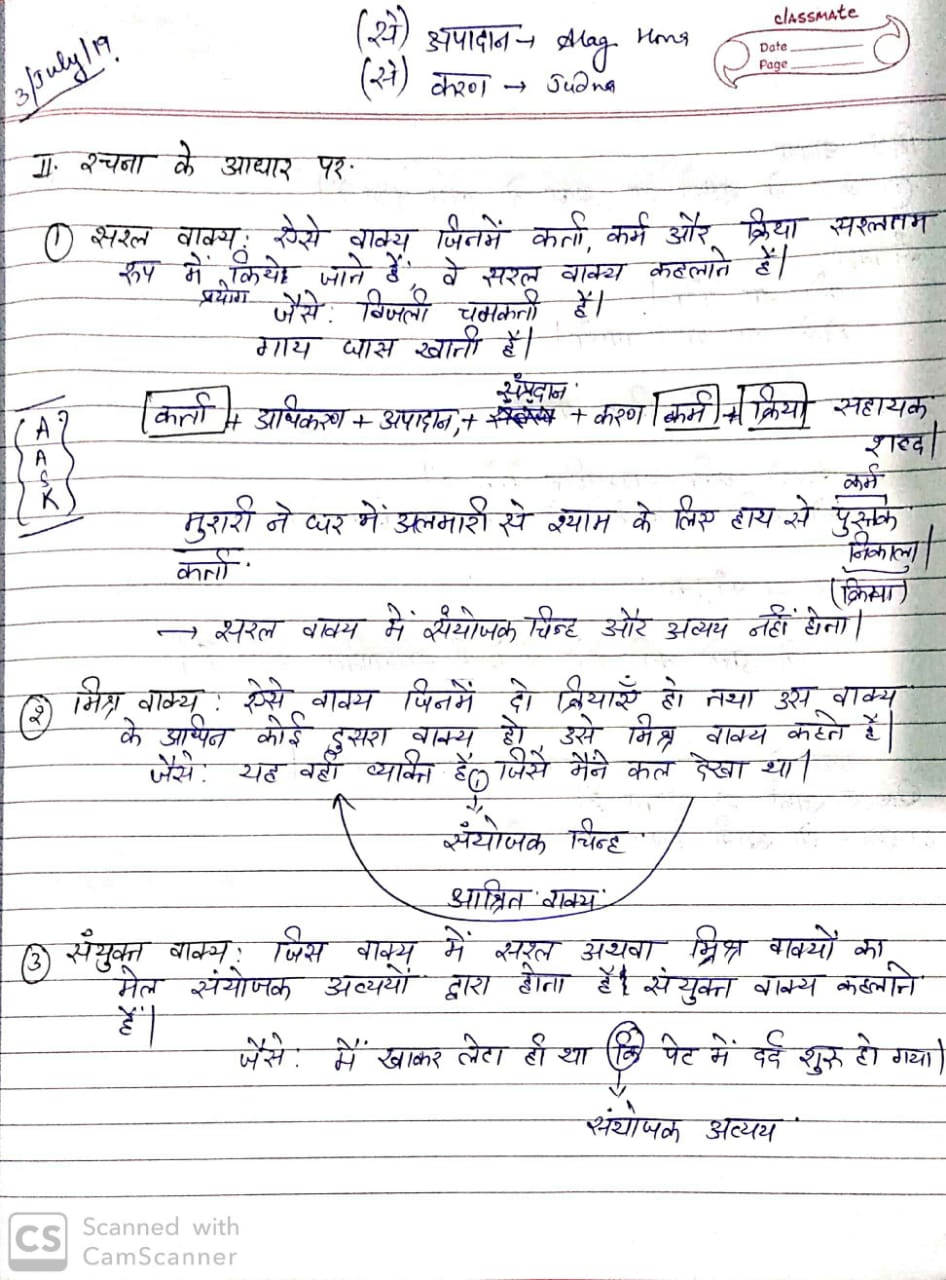 3/July/19.
(से) अपादान → Alag Hona
(से) करण → Judna
classmate
Date
Page
II. रचना के आधार पर.
① सरल वाक्य: ऐसे वाक्य जिनमें कर्ता, कर्म और क्रिया सरलतम
रूप में किये जाने हैं, वे सरल वाक्य कहलाते हैं।
प्रयोग
जैसे: बिजली चमकती है।
गाय घास खाती है।
संप्रदान
कर्ता + अधिकरण + अपादान, + + करण कर्म + क्रिया सहायक
शब्द।
A
A
S
K
कर्म
मुरारी ने घर में अलमारी से श्याम के लिए हाथ से पुस्तक
निकाला।
कर्ता.
(क्रिया)
→ सरल वाक्य में संयोजक चिन्ह और अव्यय नहीं होता।
② मिश्र वाक्य: ऐसे वाक्य जिनमें दो क्रियाएँ हो तथा उस वाक्य
के आधिन कोई दुसरा वाक्य हो उसे मिश्र वाक्य कहते हैं।
जैसे: यह वही व्यक्ति है, जिसे मैंने कल देखा था।
संयोजक चिन्ह
आश्रित वाक्य
③ संयुक्त वाक्य: जिस वाक्य में सरल अथवा मिश्र वाक्यों का
मेल संयोजक अव्ययों द्वारा होता है। संयुक्त वाक्य कहलाते
हैं।
जैसे: मैं खाकर लेटा ही था कि पेट में दर्द शुरू हो गया।
संयोजक अव्यय
CS Scanned with
CamScanner